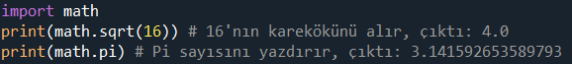 import math
print(math.sqrt(16)) # 16'nın karekökünü alır, çıktı: 4.0
print(math.pi) # Pi sayısını yazdırır, çıktı: 3.141592653589793